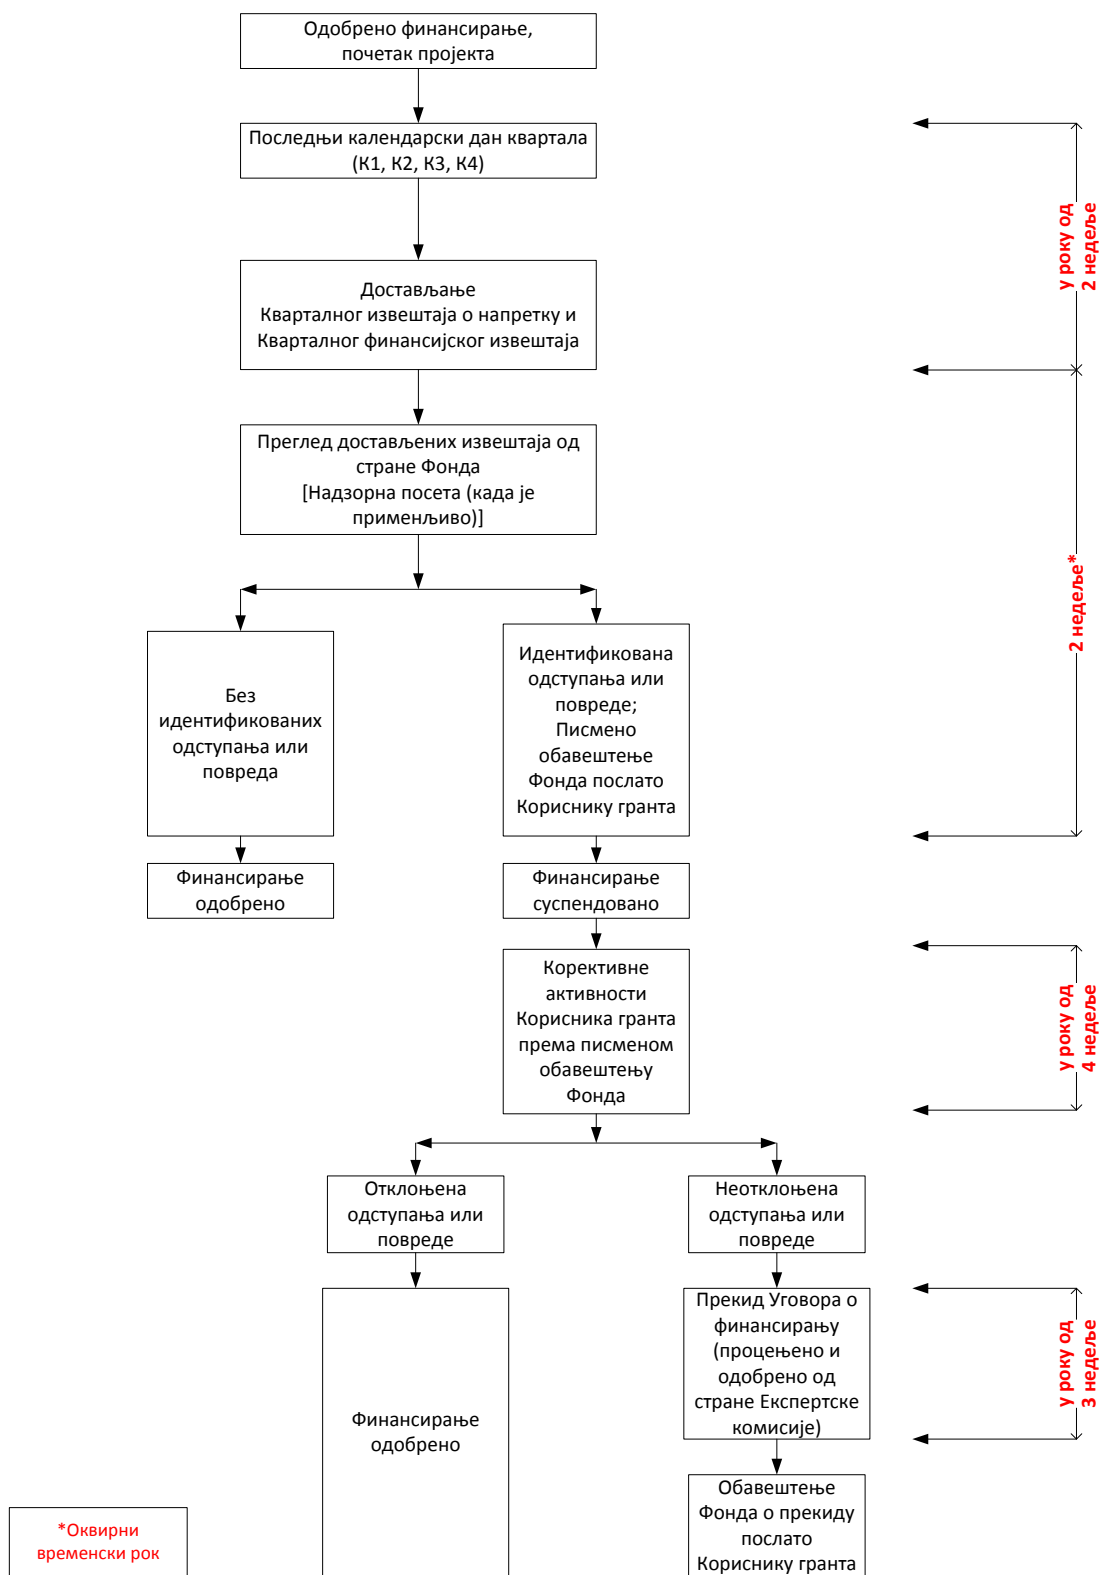 Одобрено финансирање,
почетак пројекта
Последњи календарски дан квартала
(К1, К2, К3, К4)
у року од
2 недеље
Достављање
Кварталног извештаја о напретку и
Кварталног финансијског извештаја
Преглед достављених извештаја од
стране Фонда
[Надзорна посета (када је
применљиво)]
2 недеље*
Без
идентификованих
одступања или
повреда
Идентификована
одступања или
повреде;
Писмено
обавештење
Фонда послато
Кориснику гранта
Финансирање
одобрено
Финансирање
суспендовано
Корективне
активности
Корисника гранта
према писменом
обавештењу
Фонда
у року од
4 недеље
Отклоњена
одступања или
повреде
Неотклоњена
одступања или
повреде
Финансирање
одобрено
Прекид Уговора о
финансирању
(процењено и
одобрено од
стране Експертске
комисије)
у року од
3 недеље
Обавештење
Фонда о прекиду
послато
Кориснику гранта
*Оквирни
временски рок